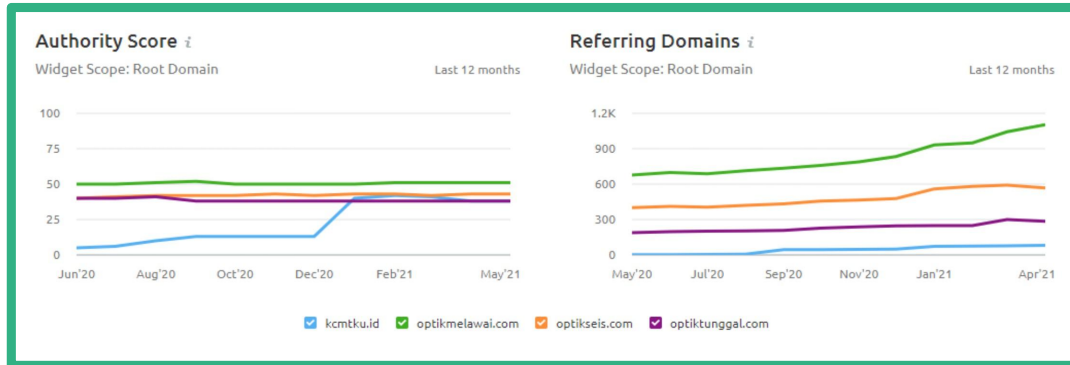 Authority Score i
Widget Scope: Root Domain
Last 12 months
100
75
50
25
0
Jun'20
Aug'20
Oct'20
Dec'20
Feb'21
May'21
Referring Domains i
Widget Scope: Root Domain
Last 12 months
1.2K
900
600
300
0
May'20
Jul'20
Sep'20
Nov'20
Jan'21
Apr'21
kcmtku.id
optikmelawai.com
optikseis.com
optiktunggal.com